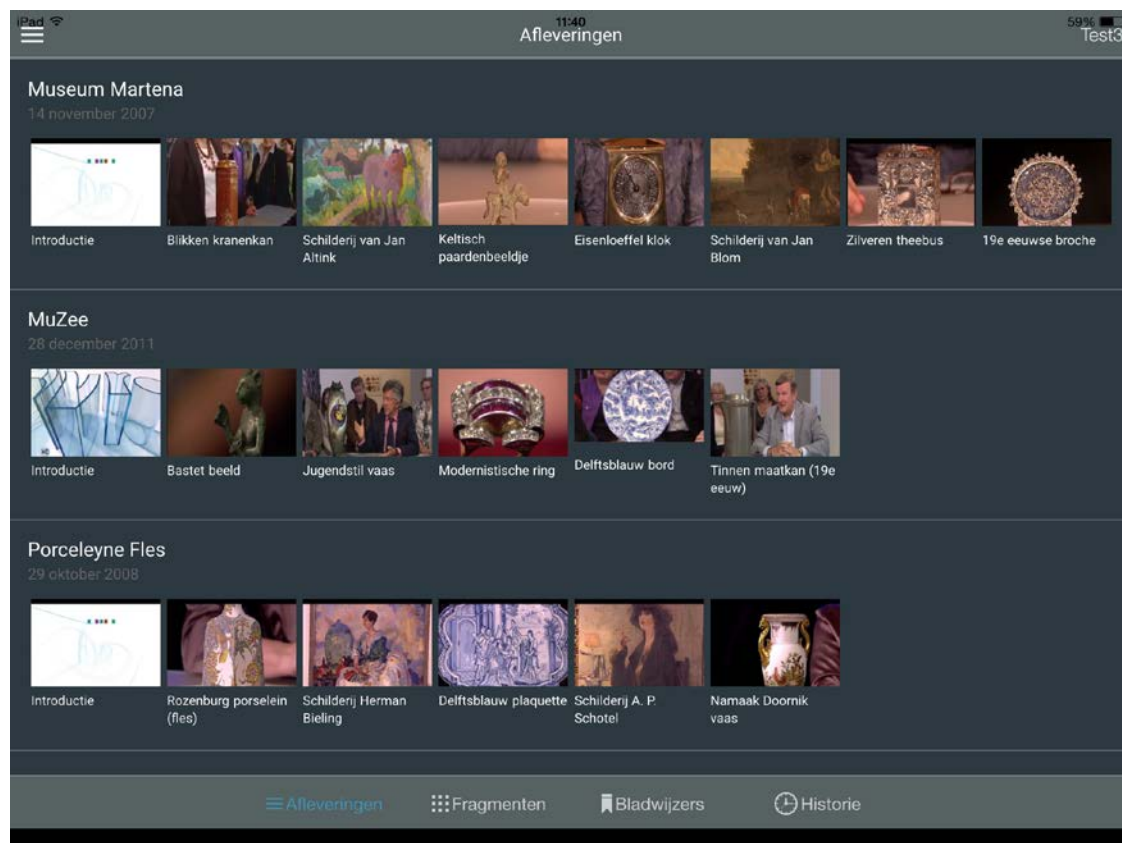 iPad 11:40 59%
Afleveringen Test3
Museum Martena
14 november 2007
Introductie Blikken kranenkan Schilderij van Jan Keltisch Eisenloeffel klok Schilderij van Jan Zilveren theebus 19e eeuwse broche
Altink paardenbeeldje Blom
MuZee
28 december 2011
Introductie Bastet beeld Jugendstil vaas Modernistische ring Delftsblauw bord Tinnen maatkan (19e
eeuw)
Porceleyne Fles
29 oktober 2008
Introductie Rozenburg porselein Schilderij Herman Delftsblauw plaquette Schilderij A. P. Namaak Doornik
(fles) Bieling Schotel vaas
Afleveringen Fragmenten Bladwijzers Historie